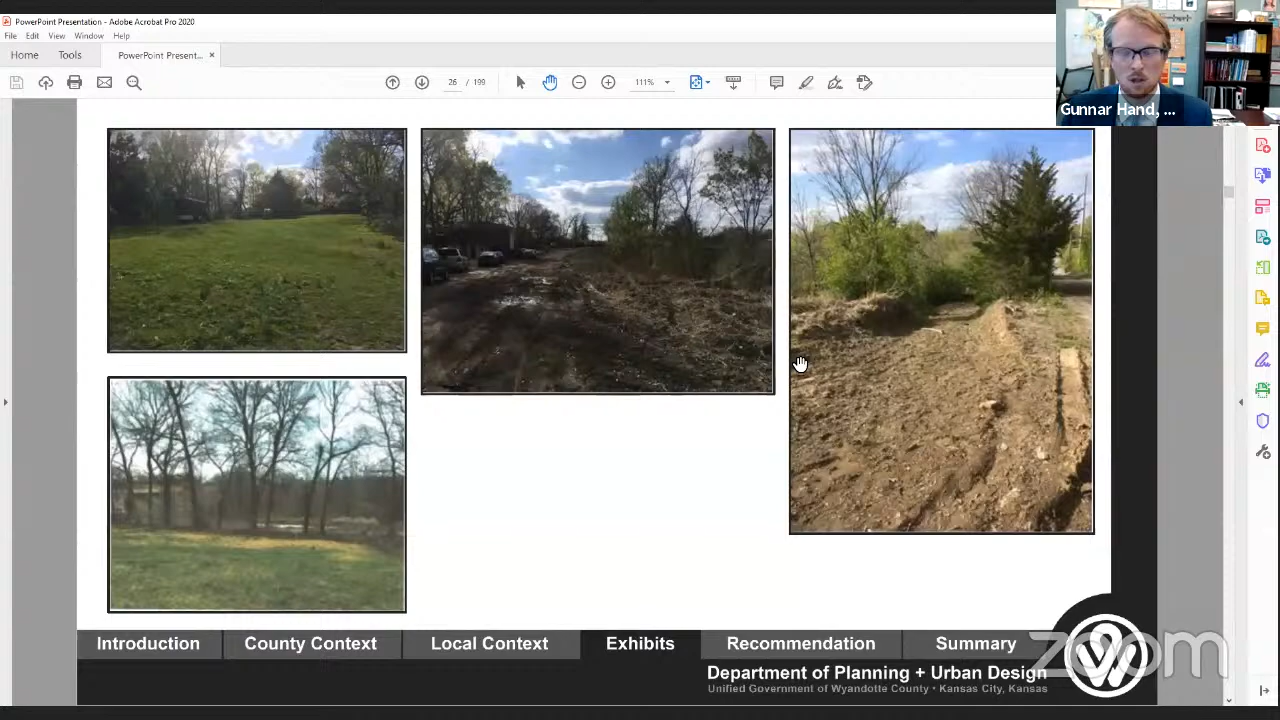 PowerPoint Presentation - Adobe Acrobat Pro 2020
File Edit View Window Help
Home Tools PowerPoint Present... ×
26 111%
Gunnar Hand, ...
Introduction County Context Local Context Exhibits Recommendation Summary
zoom
Department of Planning + Urban Design
Unified Government of Wyandotte County • Kansas City, Kansas